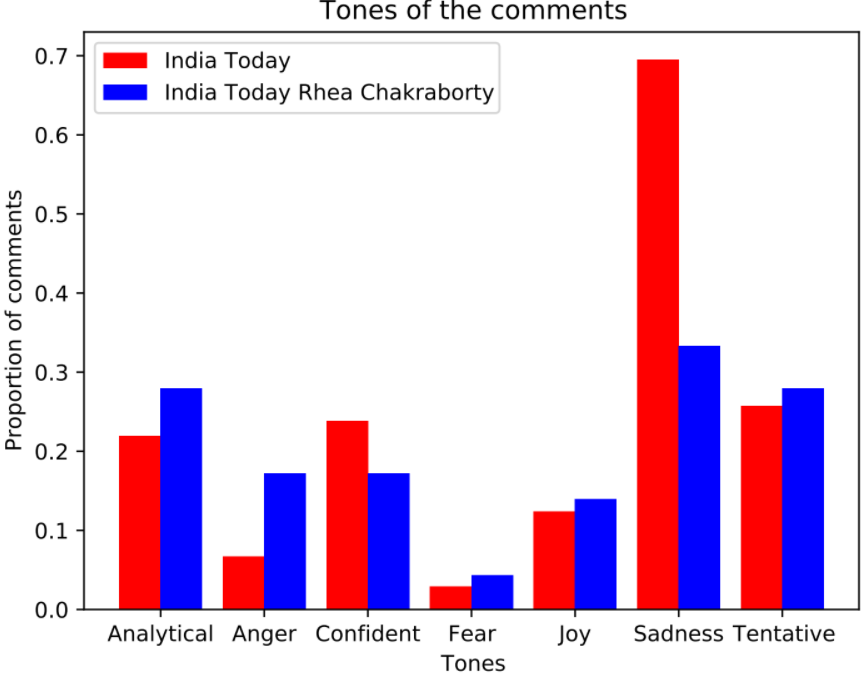 Tones of the comments
India Today
India Today Rhea Chakraborty
Proportion of comments
0.7
0.6
0.5
0.4
0.3
0.2
0.1
0.0
Analytical Anger Confident Fear Joy Sadness Tentative
Tones